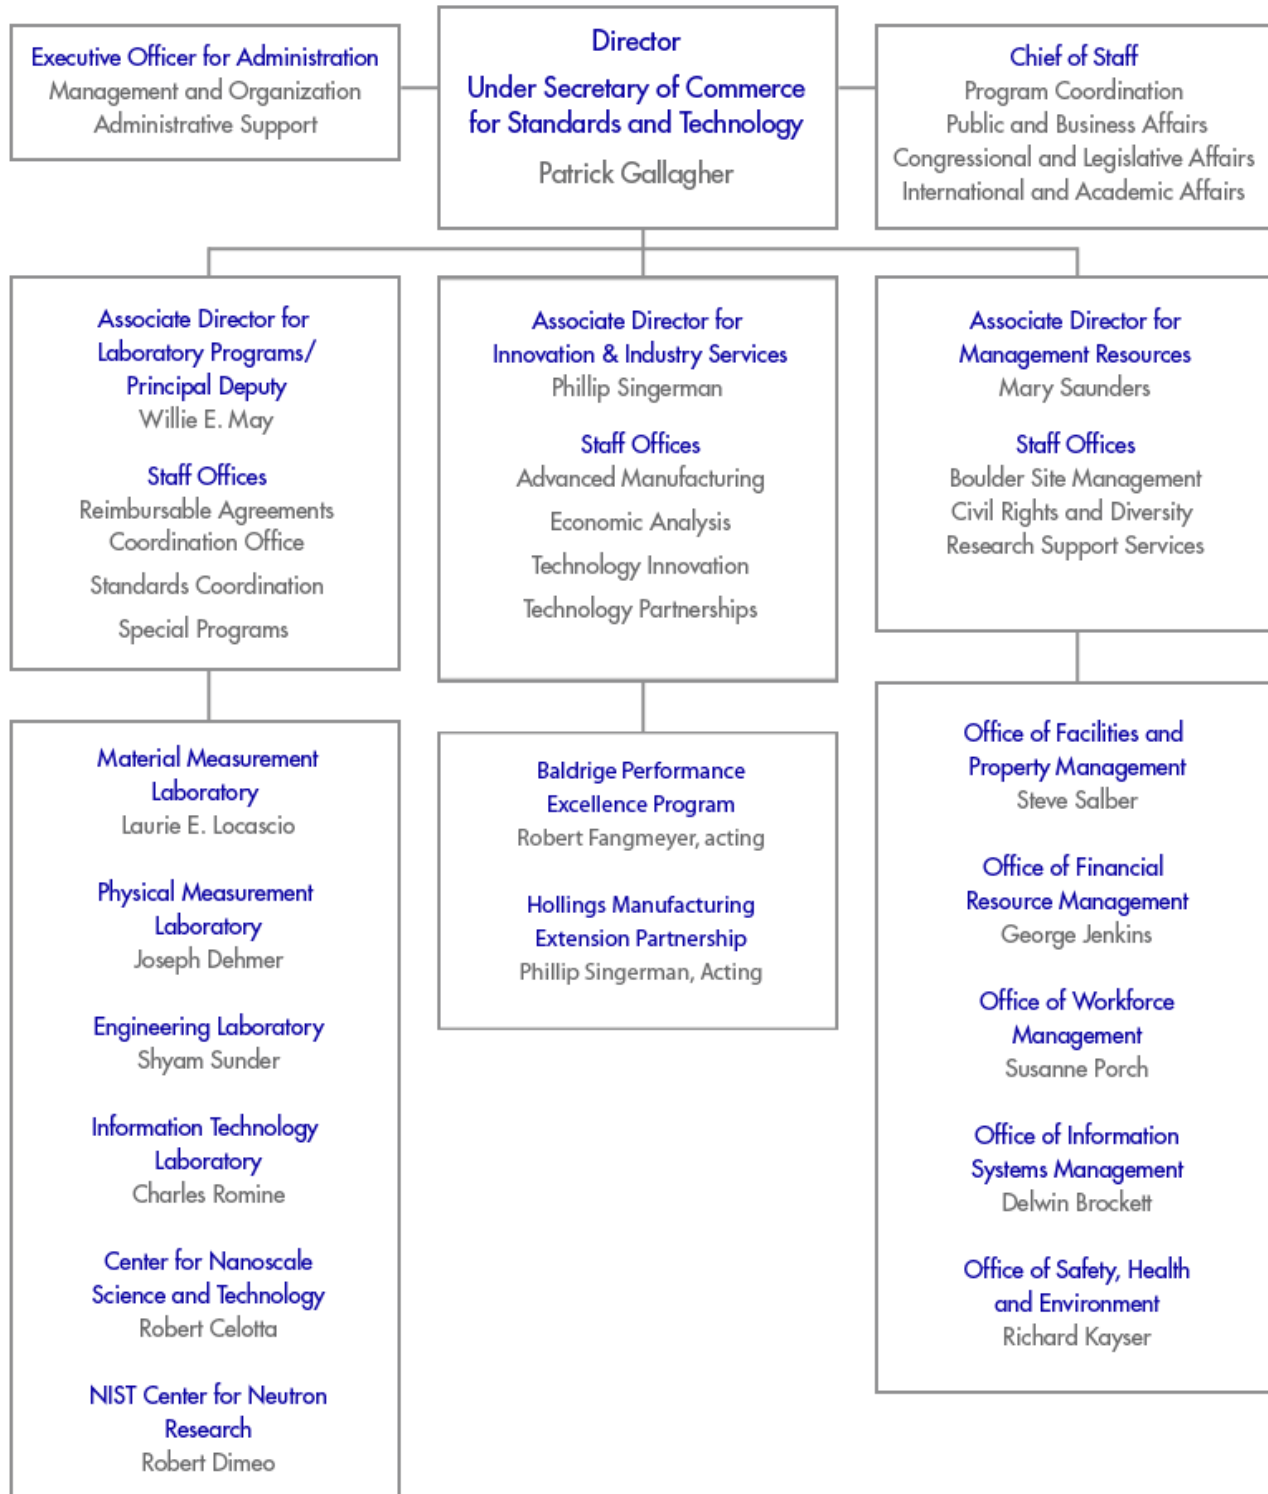 Executive Officer for Administration
Management and Organization
Administrative Support
Director
Under Secretary of Commerce
for Standards and Technology
Patrick Gallagher
Chief of Staff
Program Coordination
Public and Business Affairs
Congressional and Legislative Affairs
International and Academic Affairs
Associate Director for
Laboratory Programs/
Principal Deputy
Willie E. May
Staff Offices
Reimbursable Agreements
Coordination Office
Standards Coordination
Special Programs
Associate Director for
Innovation & Industry Services
Phillip Singerman
Staff Offices
Advanced Manufacturing
Economic Analysis
Technology Innovation
Technology Partnerships
Associate Director for
Management Resources
Mary Saunders
Staff Offices
Boulder Site Management
Civil Rights and Diversity
Research Support Services
Material Measurement
Laboratory
Laurie E. Locascio
Physical Measurement
Laboratory
Joseph Dehmer
Engineering Laboratory
Shyam Sunder
Information Technology
Laboratory
Charles Romine
Center for Nanoscale
Science and Technology
Robert Celotta
NIST Center for Neutron
Research
Robert Dimeo
Baldrige Performance
Excellence Program
Robert Fangmeyer, acting
Hollings Manufacturing
Extension Partnership
Phillip Singerman, Acting
Office of Facilities and
Property Management
Steve Salber
Office of Financial
Resource Management
George Jenkins
Office of Workforce
Management
Susanne Porch
Office of Information
Systems Management
Delwin Brockett
Office of Safety, Health
and Environment
Richard Kayser